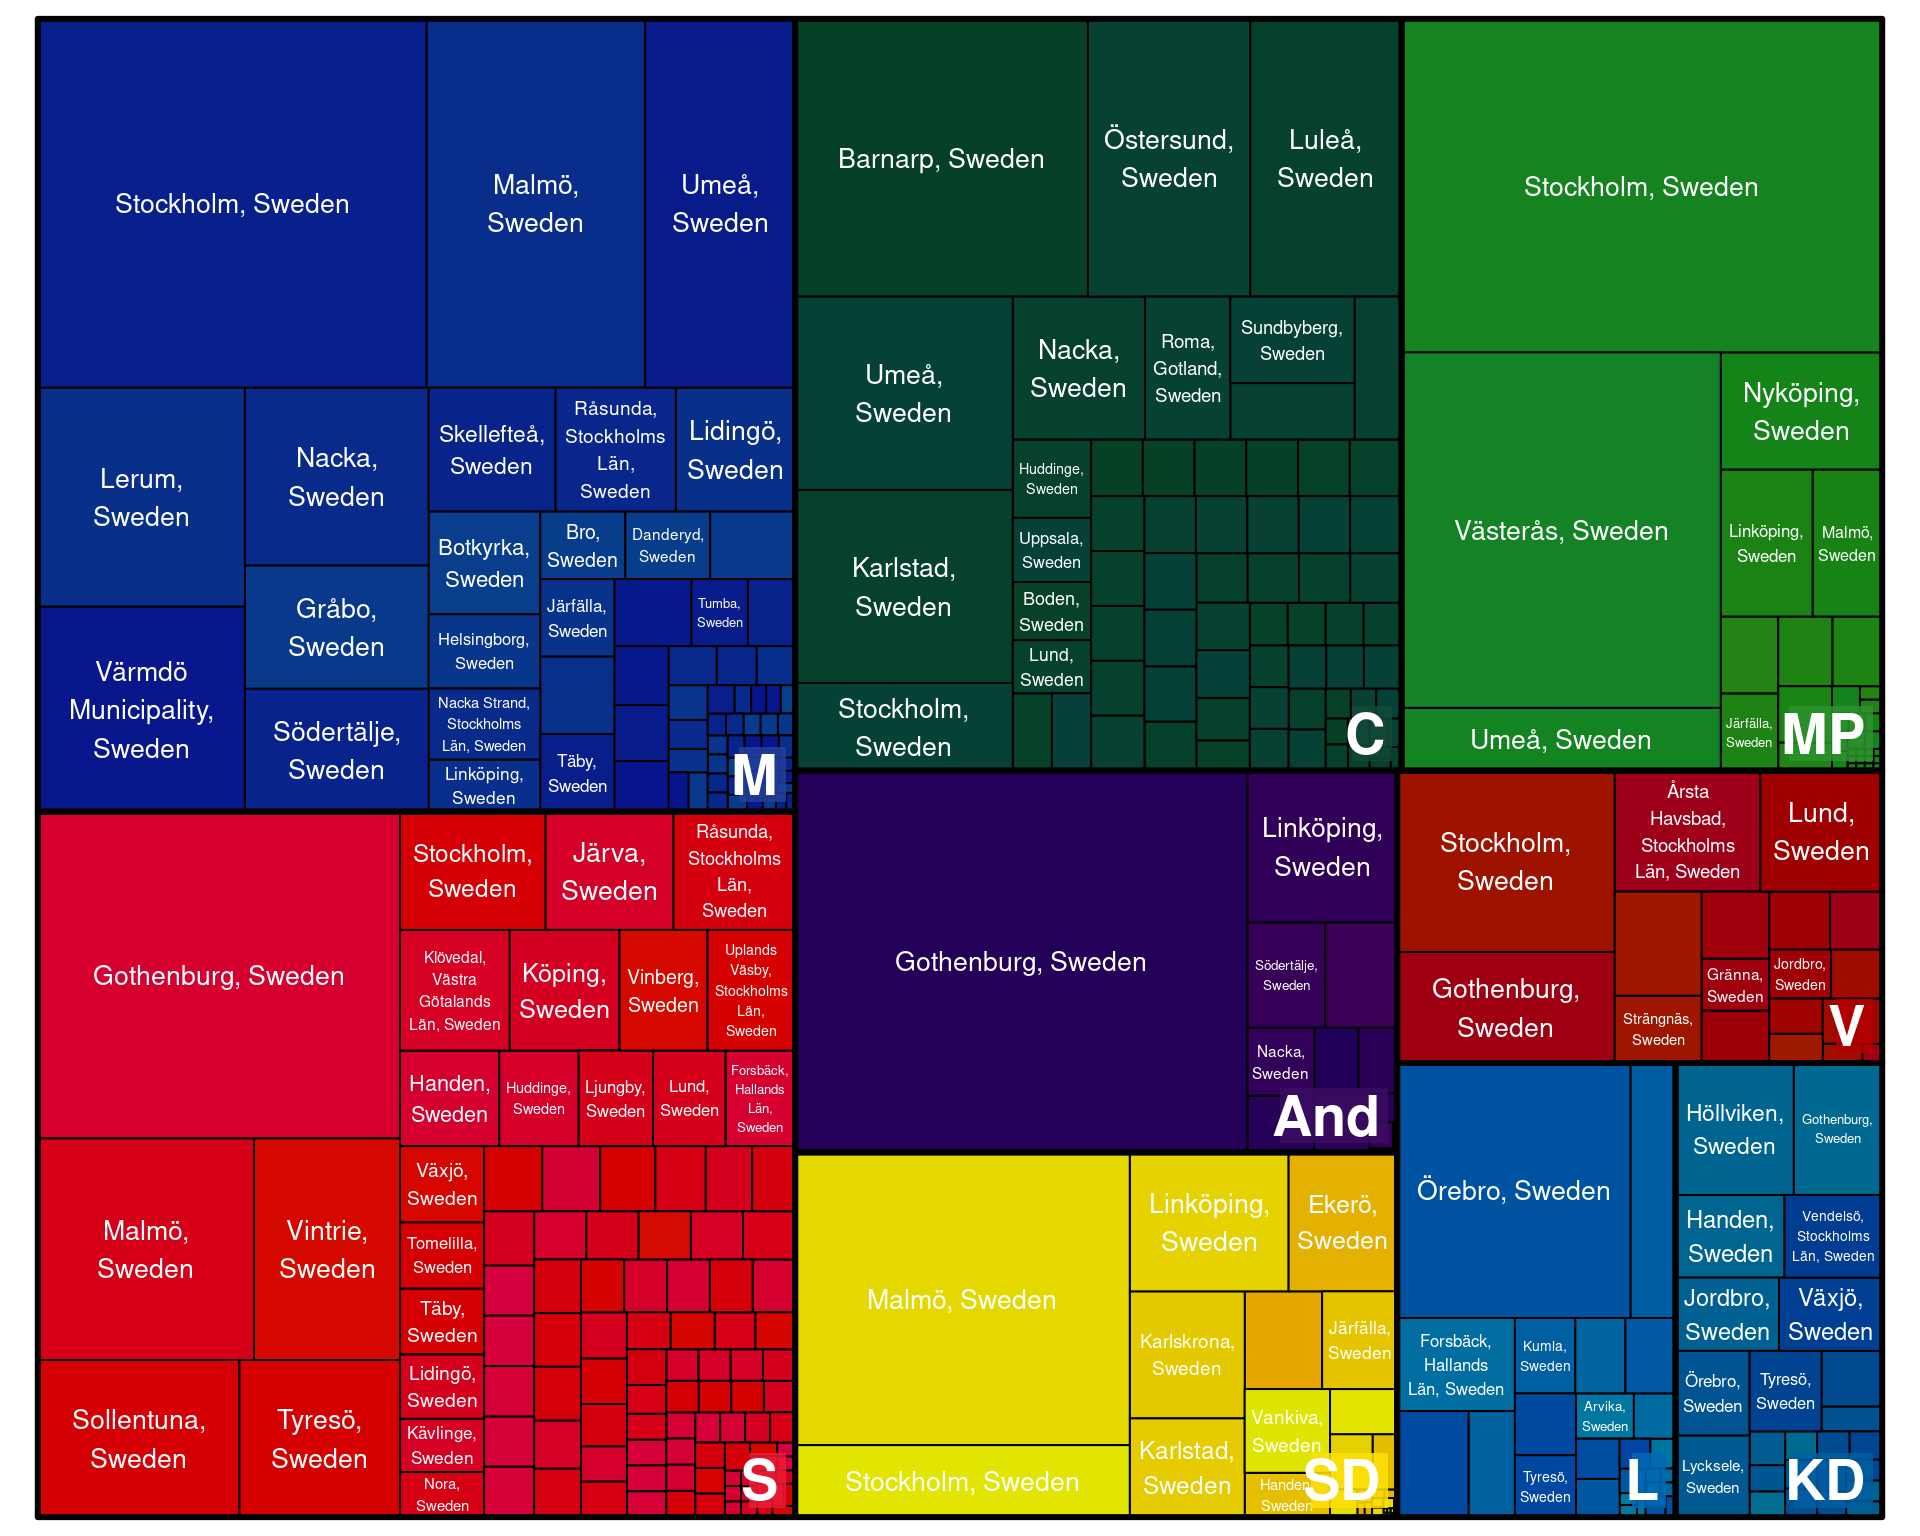 Stockholm, Sweden
Malmö,
Sweden
Umeå,
Sweden
Lerum,
Sweden
Värmdö
Municipality,
Sweden
Nacka,
Sweden
Gråbo,
Sweden
Södertälje,
Sweden
Skellefteå,
Sweden
Råsunda,
Stockholms
Län,
Sweden
Lidingö,
Sweden
Botkyrka,
Sweden
Bro,
Sweden
Danderyd,
Sweden
Helsingborg,
Sweden
Järfälla,
Sweden
Tumba,
Sweden
Nacka Strand,
Stockholms
Län, Sweden
Linköping,
Sweden
Täby,
Sweden
M
Barnarp, Sweden
Östersund,
Sweden
Luleå,
Sweden
Umeå,
Sweden
Karlstad,
Sweden
Stockholm,
Sweden
Nacka,
Sweden
Roma,
Gotland,
Sweden
Sundbyberg,
Sweden
Huddinge,
Sweden
Uppsala,
Sweden
Boden,
Sweden
Lund,
Sweden
C
Stockholm, Sweden
Västerås, Sweden
Umeå, Sweden
Nyköping,
Sweden
Linköping,
Sweden
Malmö,
Sweden
Järfälla,
Sweden
MP
Gothenburg, Sweden
Malmö,
Sweden
Vintrie,
Sweden
Sollentuna,
Sweden
Tyresö,
Sweden
Stockholm,
Sweden
Järva,
Sweden
Råsunda,
Stockholms
Län,
Sweden
Klövedal,
Västra
Götalands
Län, Sweden
Köping,
Sweden
Vinberg,
Sweden
Uplands
Väsby,
Stockholms
Län,
Sweden
Handen,
Sweden
Huddinge,
Sweden
Ljungby,
Sweden
Lund,
Sweden
Forsbäck,
Hallands
Län,
Sweden
Växjö,
Sweden
Tomelilla,
Sweden
Täby,
Sweden
Lidingö,
Sweden
Kävlinge,
Sweden
Nora,
Sweden
S
Gothenburg, Sweden
Linköping,
Sweden
Södertälje,
Sweden
Nacka,
Sweden
And
Malmö, Sweden
Stockholm, Sweden
Linköping,
Sweden
Ekerö,
Sweden
Karlskrona,
Sweden
Järfälla,
Sweden
Karlstad,
Sweden
Vankiva,
Sweden
Handen,
Sweden
SD
Stockholm,
Sweden
Gothenburg,
Sweden
Årsta
Havsbad,
Stockholms
Län, Sweden
Lund,
Sweden
Strängnäs,
Sweden
Gränna,
Sweden
Jordbro,
Sweden
V
Örebro, Sweden
Forsbäck,
Hallands
Län, Sweden
Kumla,
Sweden
Arvika,
Sweden
Tyresö,
Sweden
L
Höllviken,
Sweden
Gothenburg,
Sweden
Handen,
Sweden
Vendelsö,
Stockholms
Län, Sweden
Jordbro,
Sweden
Växjö,
Sweden
Örebro,
Sweden
Tyresö,
Sweden
Lycksele,
Sweden
KD